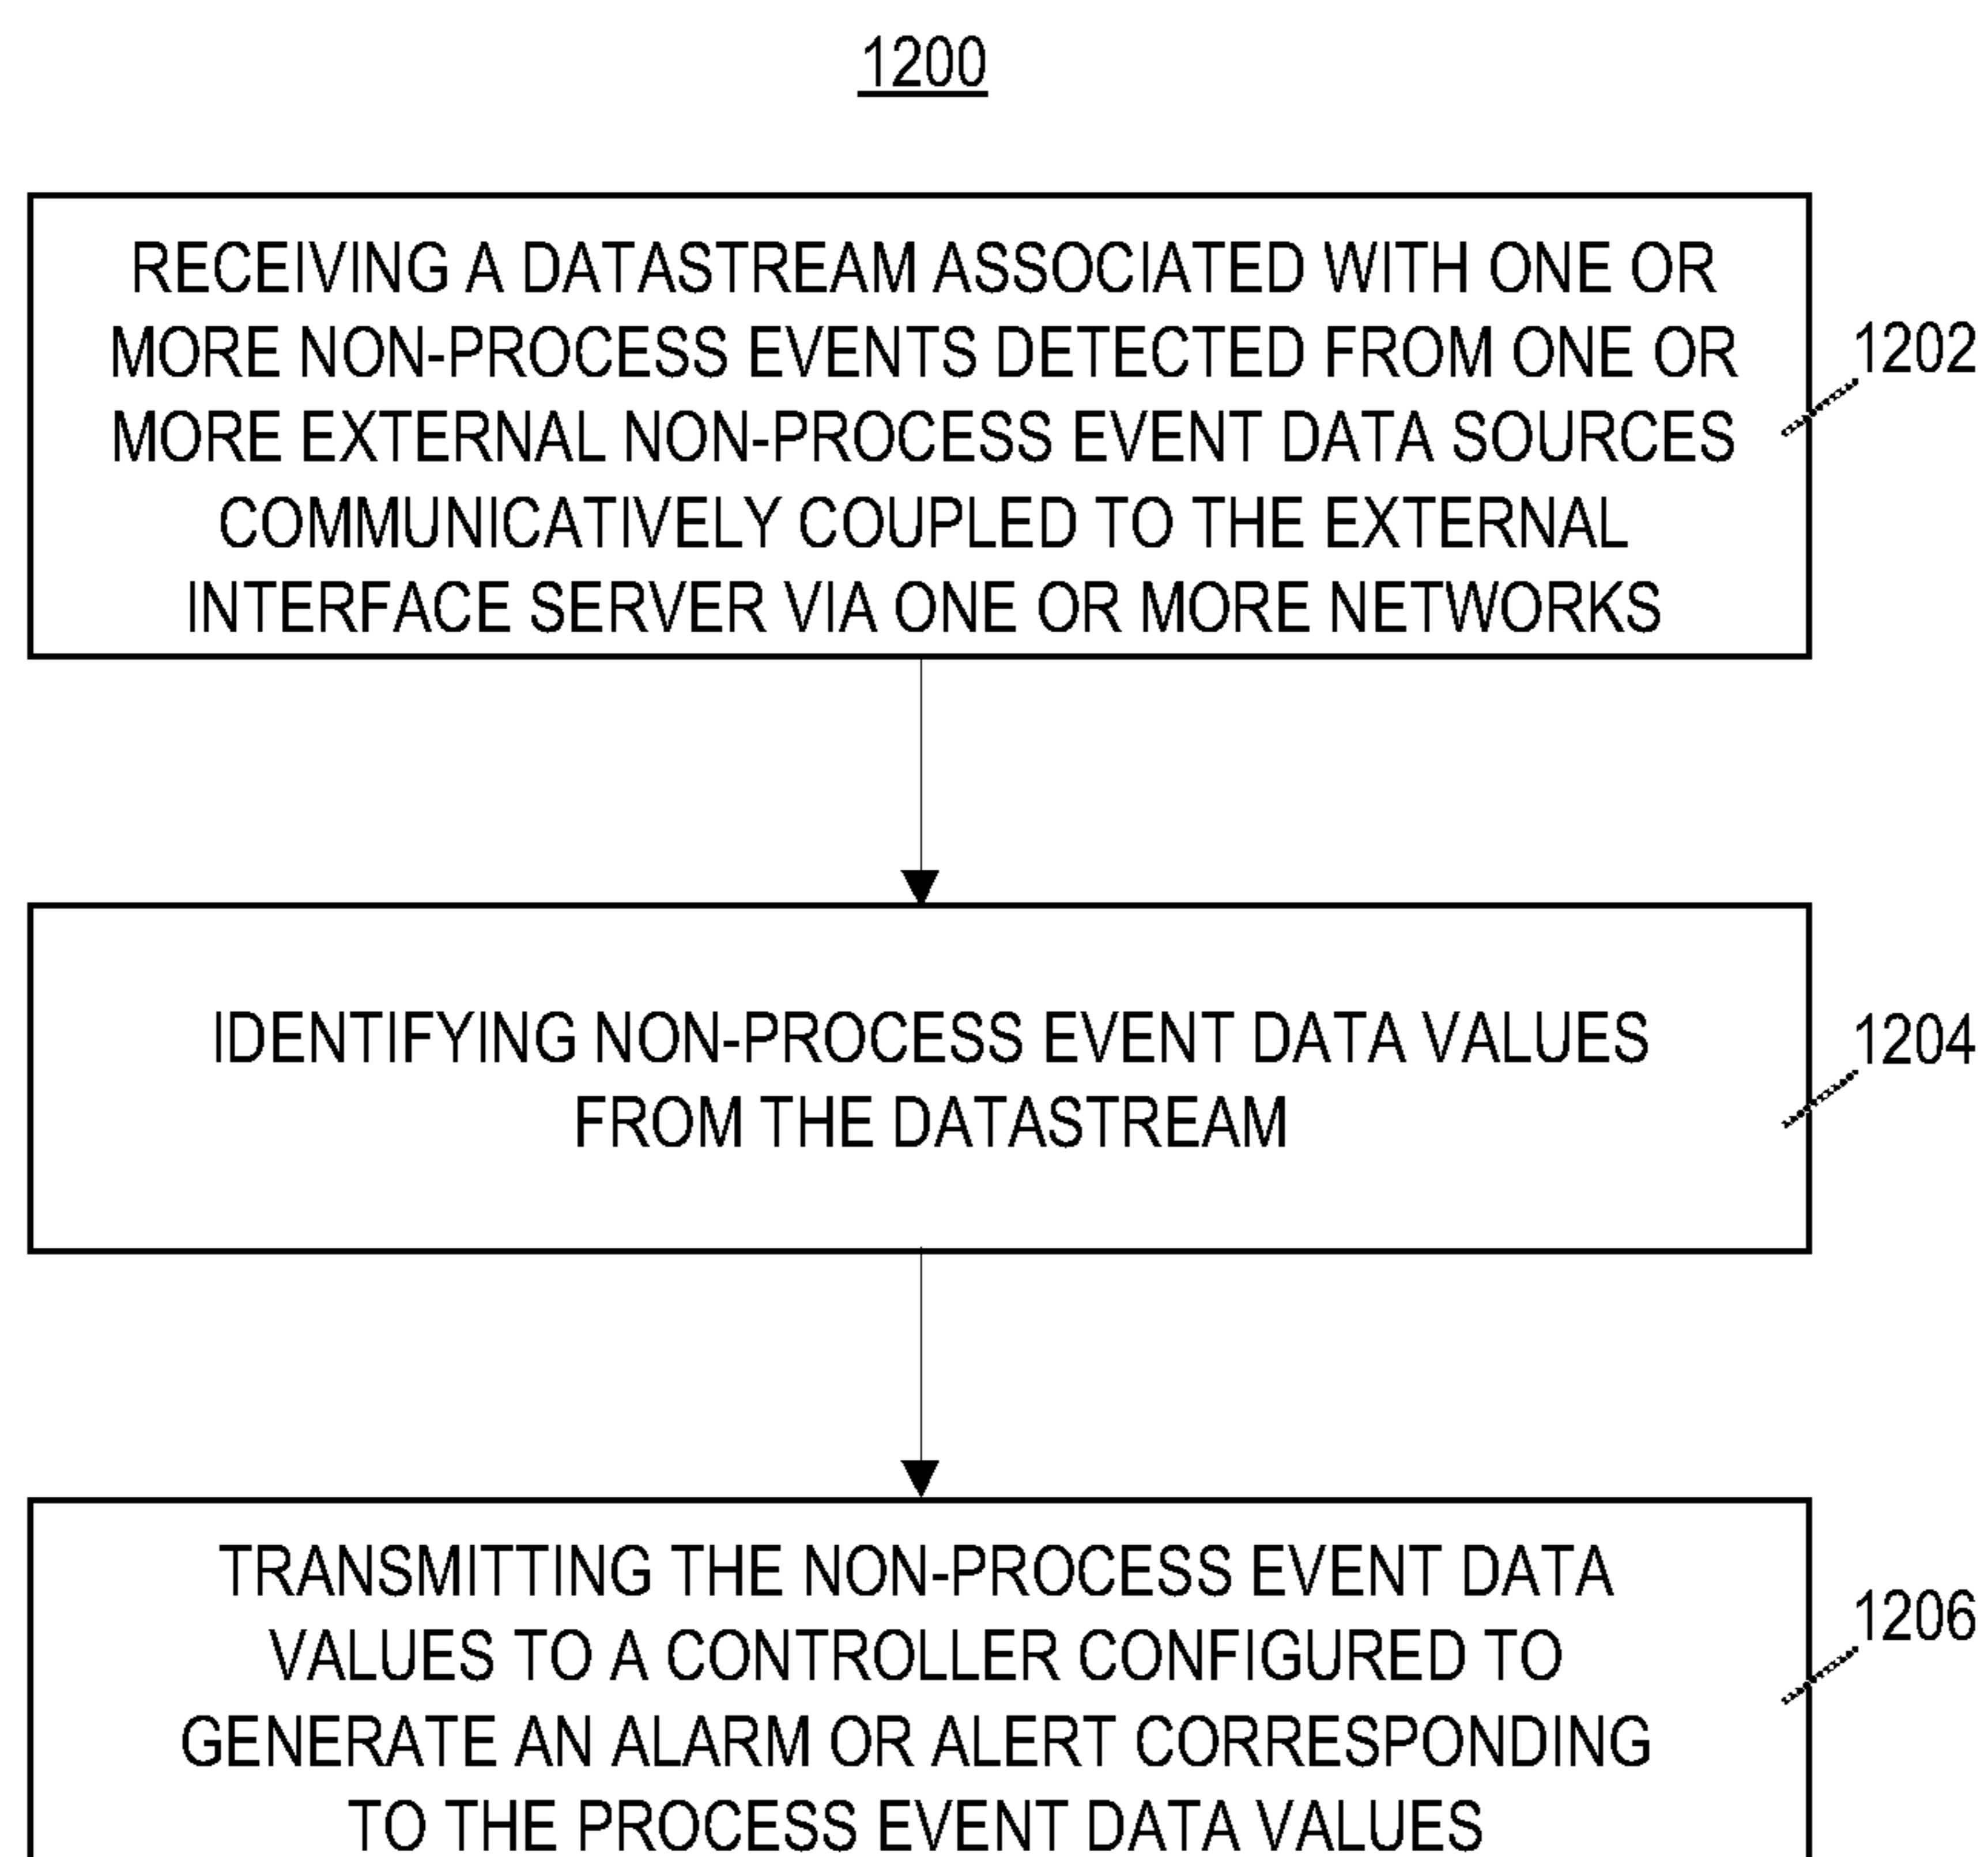 1200
RECEIVING A DATASTREAM ASSOCIATED WITH ONE OR
MORE NON-PROCESS EVENTS DETECTED FROM ONE OR
MORE EXTERNAL NON-PROCESS EVENT DATA SOURCES
COMMUNICATIVELY COUPLED TO THE EXTERNAL
INTERFACE SERVER VIA ONE OR MORE NETWORKS
1202
IDENTIFYING NON-PROCESS EVENT DATA VALUES
FROM THE DATASTREAM
1204
TRANSMITTING THE NON-PROCESS EVENT DATA
VALUES TO A CONTROLLER CONFIGURED TO
GENERATE AN ALARM OR ALERT CORRESPONDING
TO THE PROCESS EVENT DATA VALUES
1206